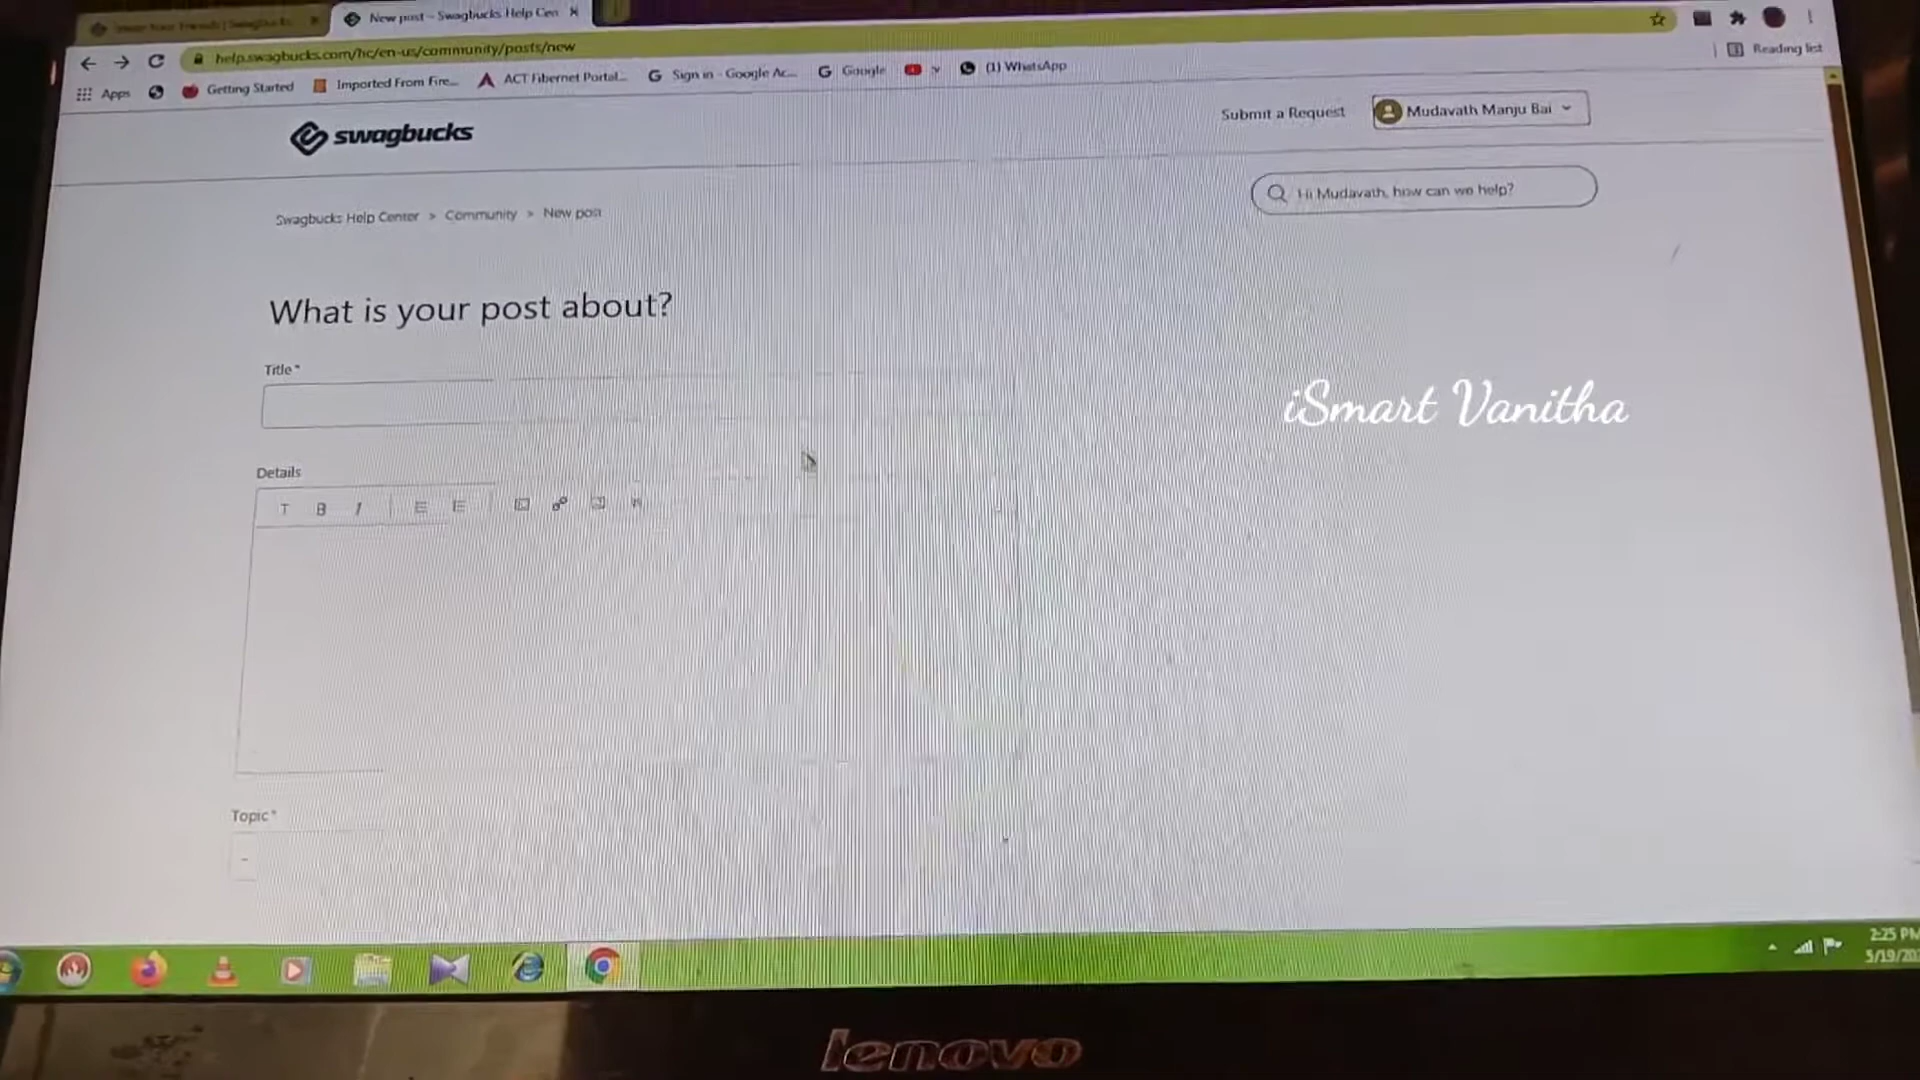 New post - Swagbucks Help Cen
help.swagbucks.com/hc/en-us/community/posts/new
Reading list
Apps
Getting Started
Imported From Fire...
ACT Fibernet Portal...
Sign in - Google Ac...
Google
(1) WhatsApp
swagbucks
Submit a Request
Mudavath Manju Bai
Hi Mudavath, how can we help?
Swagbucks Help Center > Community > New post
What is your post about?
Title*
iSmart Vanitha
Details
T B I
Topic*
-
2:25 PM
5/19/20
lenovo